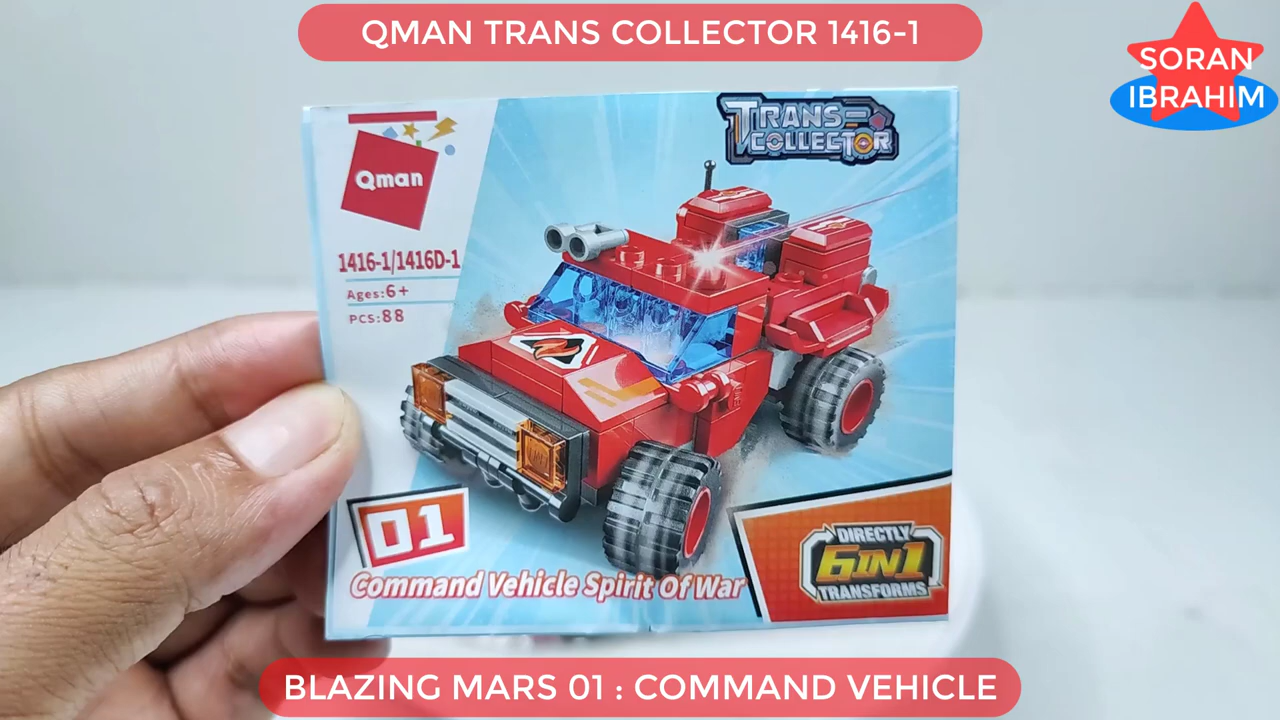 QMAN TRANS COLLECTOR 1416-1
SORAN
IBRAHIM
TRANS
COLLECTOR
Qman
1416-1/1416D-1
Ages:6+
PCS:88
01
Command Vehicle Spirit Of War
DIRECTLY
6IN1
TRANSFORMS
BLAZING MARS 01 : COMMAND VEHICLE